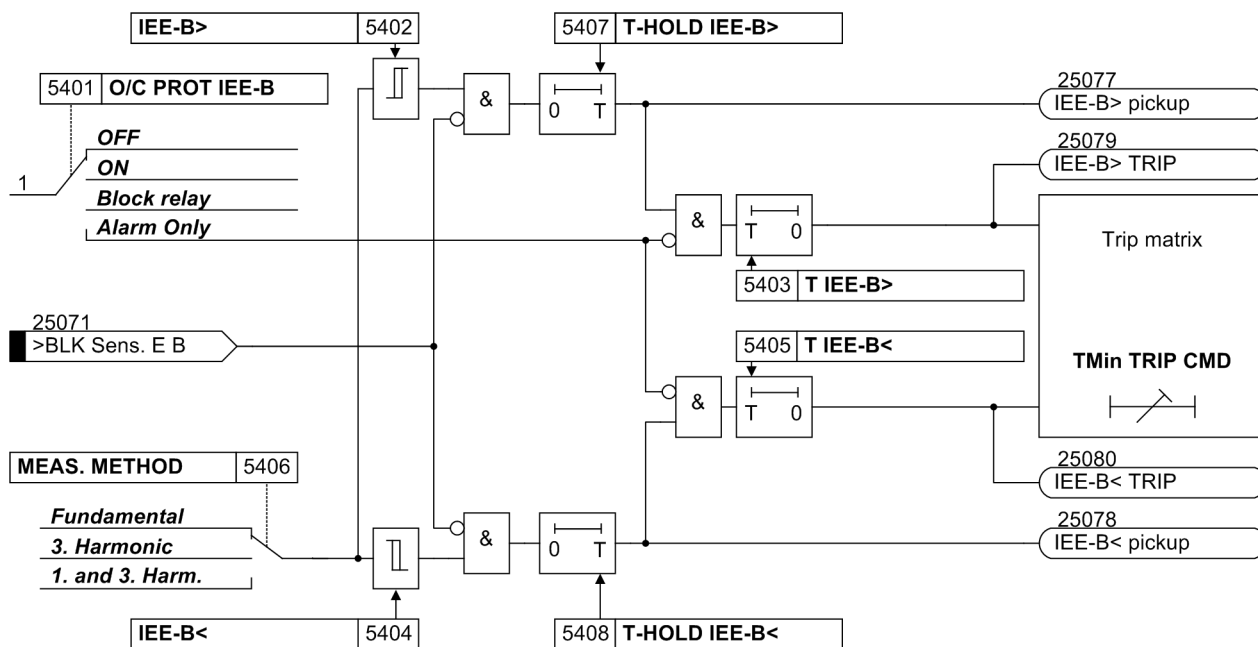 IEE-B> 5402
5407 T-HOLD IEE-B>
5401 O/C PROT IEE-B
OFF
ON
Block relay
Alarm Only
1
&
0 T
25077
IEE-B> pickup
25079
IEE-B> TRIP
&
T 0
Trip matrix
5403 T IEE-B>
25071
>BLK Sens. E B
5405 T IEE-B<
&
T 0
TMin TRIP CMD
MEAS. METHOD 5406
Fundamental
3. Harmonic
1. and 3. Harm.
&
0 T
25080
IEE-B< TRIP
25078
IEE-B< pickup
IEE-B< 5404
5408 T-HOLD IEE-B<